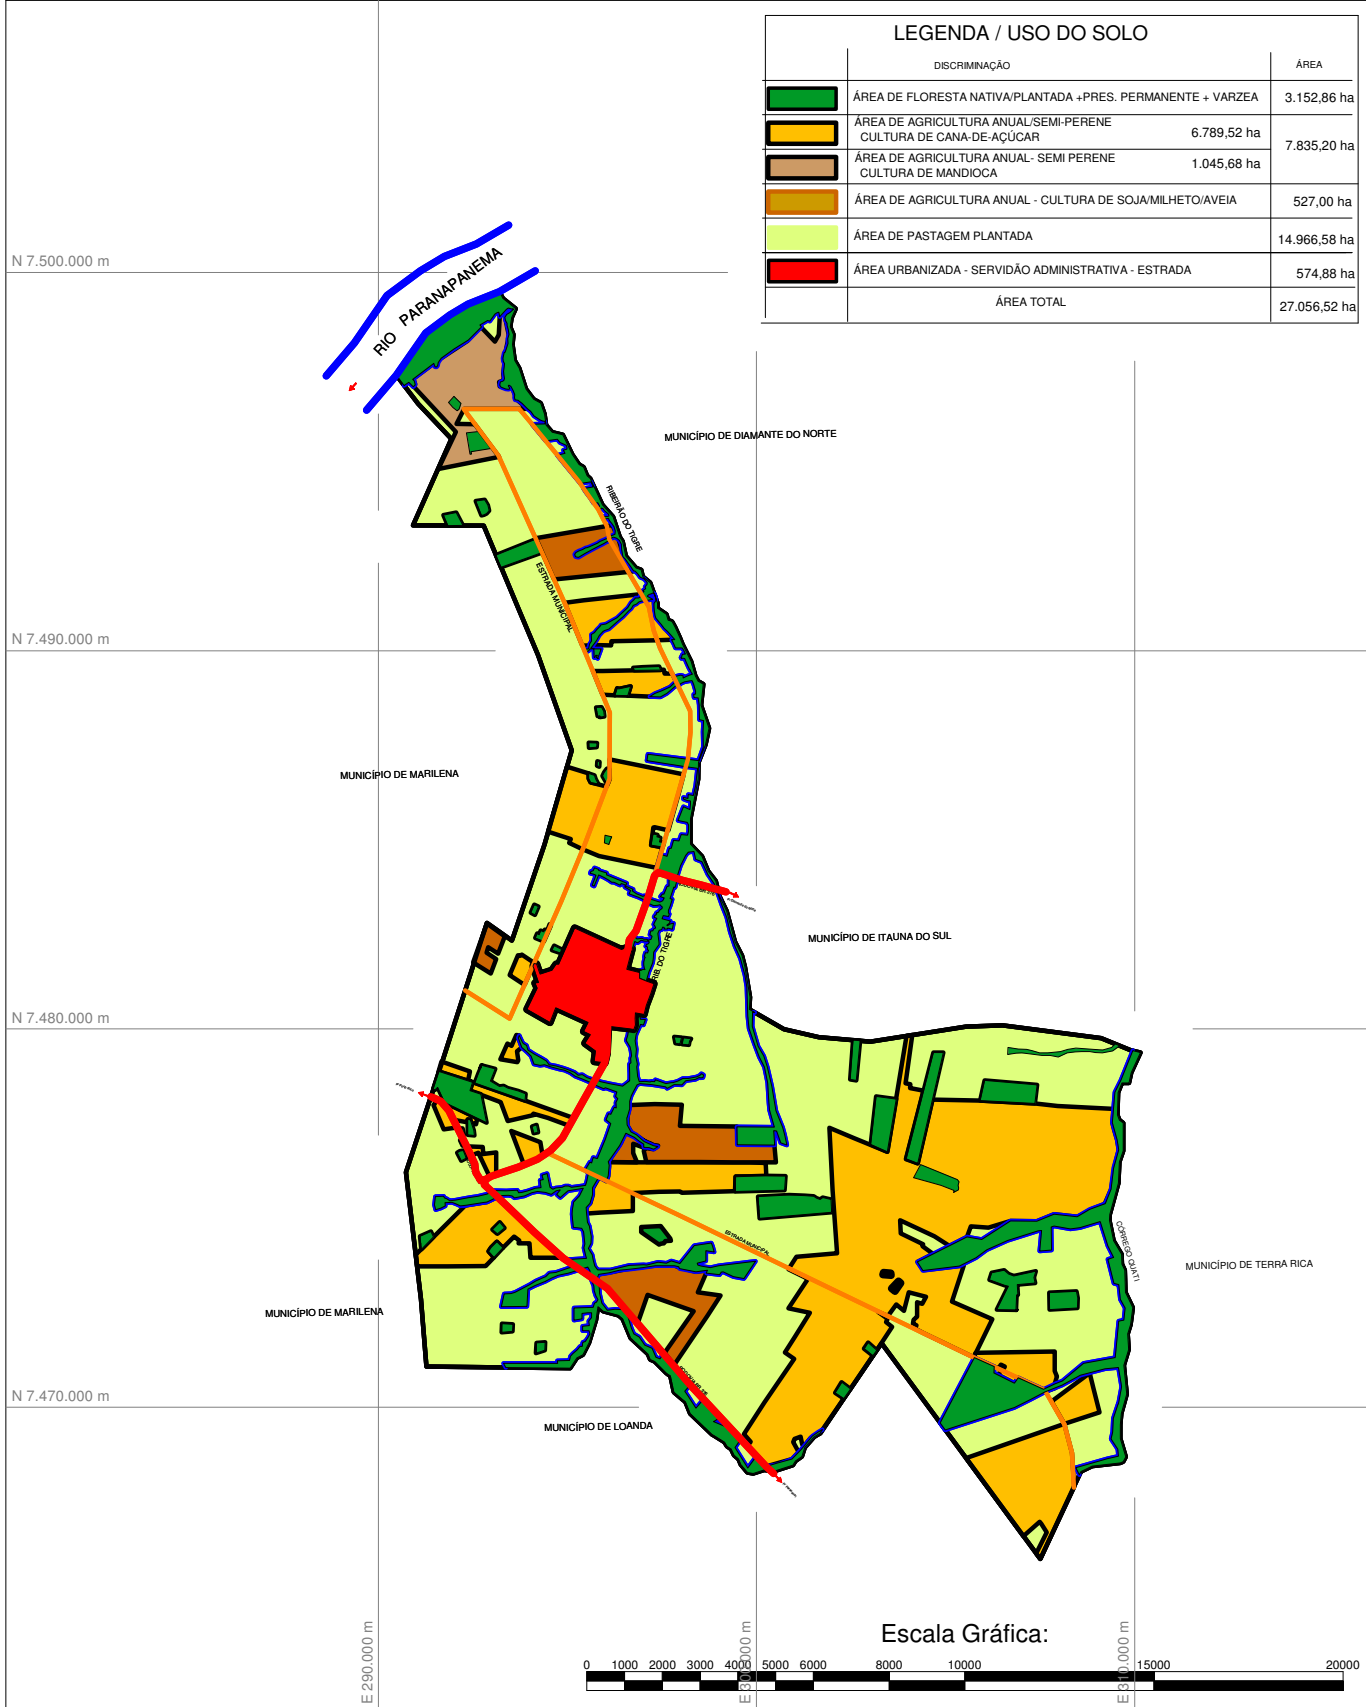 LEGENDA / USO DO SOLO
DISCRIMINAÇÃO ÁREA
ÁREA DE FLORESTA NATIVA/PLANTADA +PRES. PERMANENTE + VARZEA 3.152,86 ha
ÁREA DE AGRICULTURA ANUAL/SEMI-PERENE
CULTURA DE CANA-DE-AÇÚCAR 6.789,52 ha
7.835,20 ha
ÁREA DE AGRICULTURA ANUAL- SEMI PERENE
CULTURA DE MANDIOCA 1.045,68 ha
ÁREA DE AGRICULTURA ANUAL - CULTURA DE SOJA/MILHETO/AVEIA 527,00 ha
ÁREA DE PASTAGEM PLANTADA 14.966,58 ha
ÁREA URBANIZADA - SERVIDÃO ADMINISTRATIVA - ESTRADA 574,88 ha
ÁREA TOTAL 27.056,52 ha
N 7.500.000 m
RIO PARANAPANEMA
MUNICÍPIO DE DIAMANTE DO NORTE
RIBEIRÃO DO TIGRE
ESTRADA MUNICIPAL
N 7.490.000 m
MUNICÍPIO DE MARILENA
MUNICÍPIO DE ITAUNA DO SUL
RIB. DO TIGRE
N 7.480.000 m
ESTRADA MUNICIPAL
CÓRREGO QUATI
MUNICÍPIO DE TERRA RICA
MUNICÍPIO DE MARILENA
N 7.470.000 m
MUNICÍPIO DE LOANDA
E 290.000 m
E 300.000 m
E 310.000 m
Escala Gráfica:
0 1000 2000 3000 4000 5000 6000 8000 10000 15000 20000